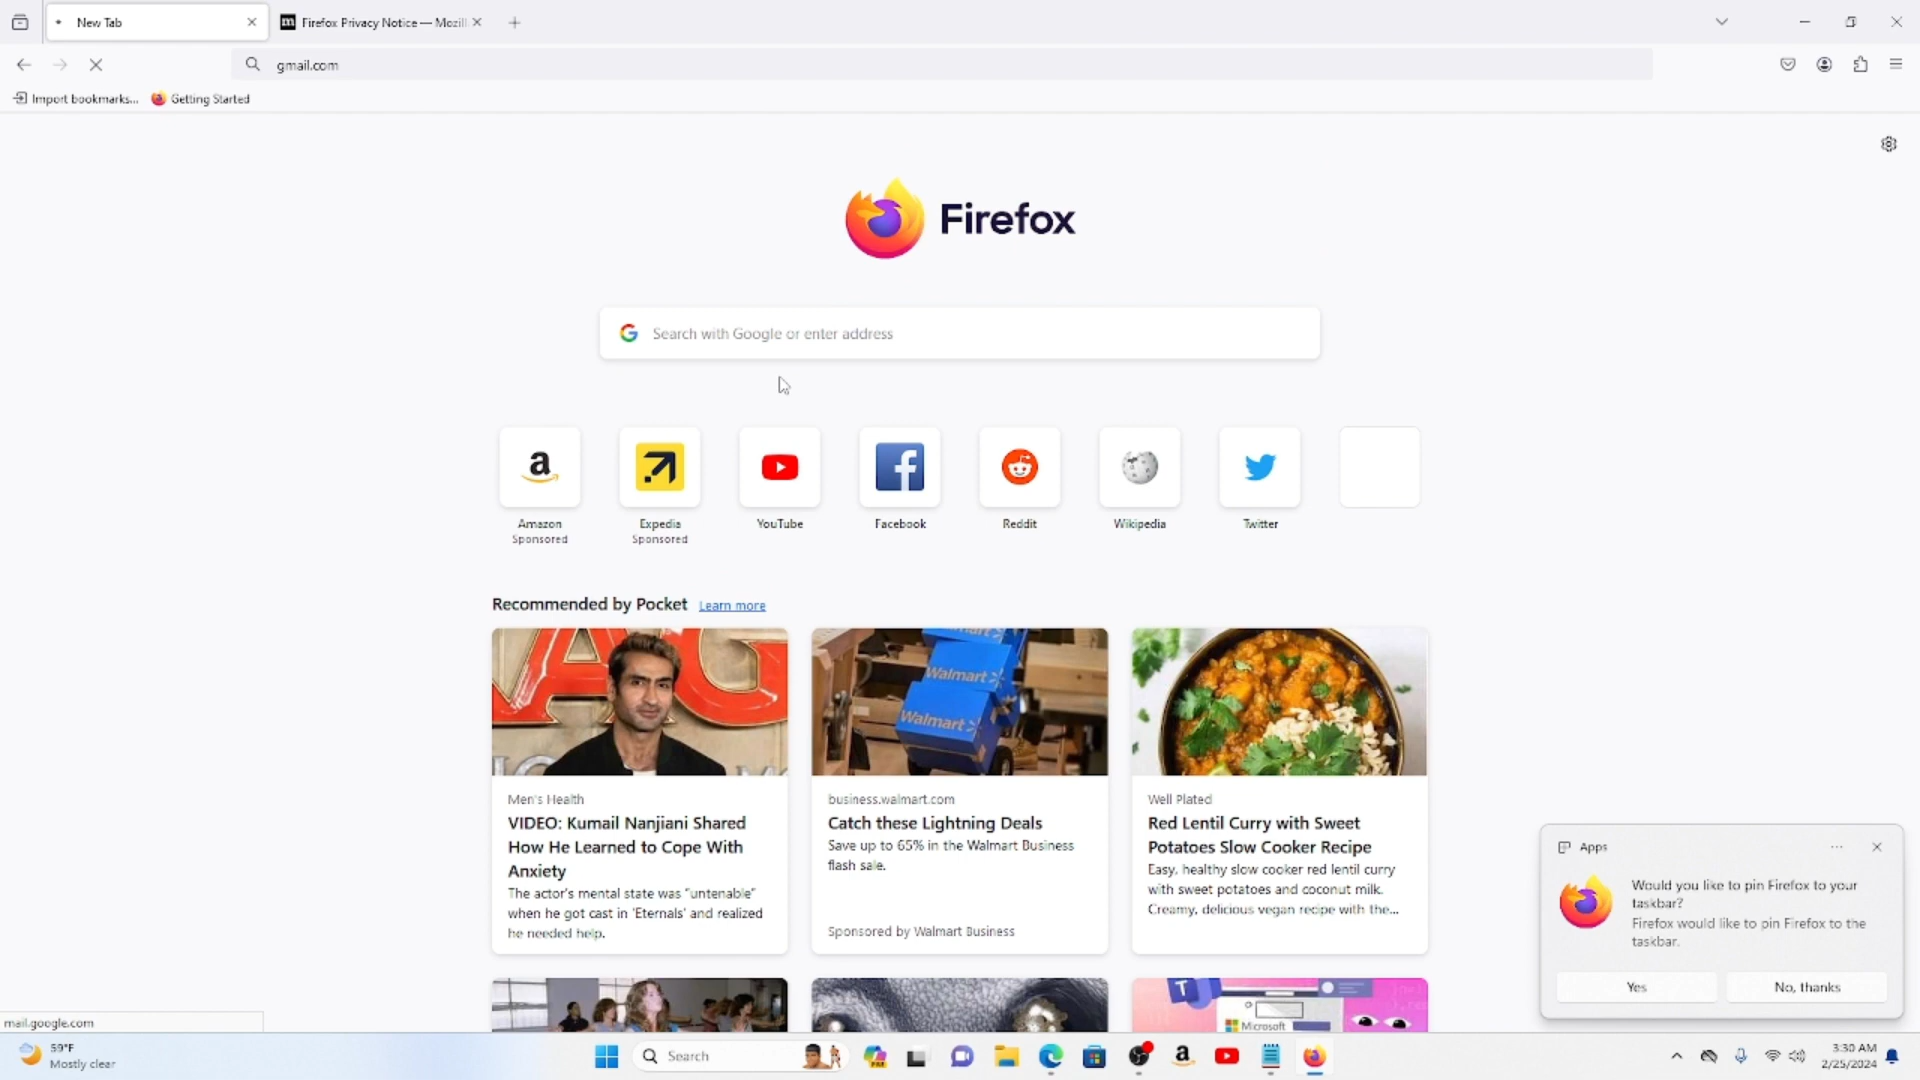 New Tab
Firefox Privacy Notice — Mozill
gmail.com
Import bookmarks...
Getting Started
Firefox
Search with Google or enter address
Amazon
Sponsored
Expedia
Sponsored
YouTube
Facebook
Reddit
Wikipedia
Twitter
Recommended by Pocket Learn more
Walmart
Walmart
Men's Health
VIDEO: Kumail Nanjiani Shared
How He Learned to Cope With
Anxiety
The actor's mental state was "untenable"
when he got cast in 'Eternals' and realized
he needed help.
business.walmart.com
Catch these Lightning Deals
Save up to 65% in the Walmart Business
flash sale.
Sponsored by Walmart Business
Well Plated
Red Lentil Curry with Sweet
Potatoes Slow Cooker Recipe
Easy, healthy slow cooker red lentil curry
with sweet potatoes and coconut milk.
Creamy, delicious vegan recipe with the...
Microsoft
Apps
Would you like to pin Firefox to your
taskbar?
Firefox would like to pin Firefox to the
taskbar.
Yes
No, thanks
mail.google.com
59°F
Mostly clear
Search
3:30 AM
2/25/2024